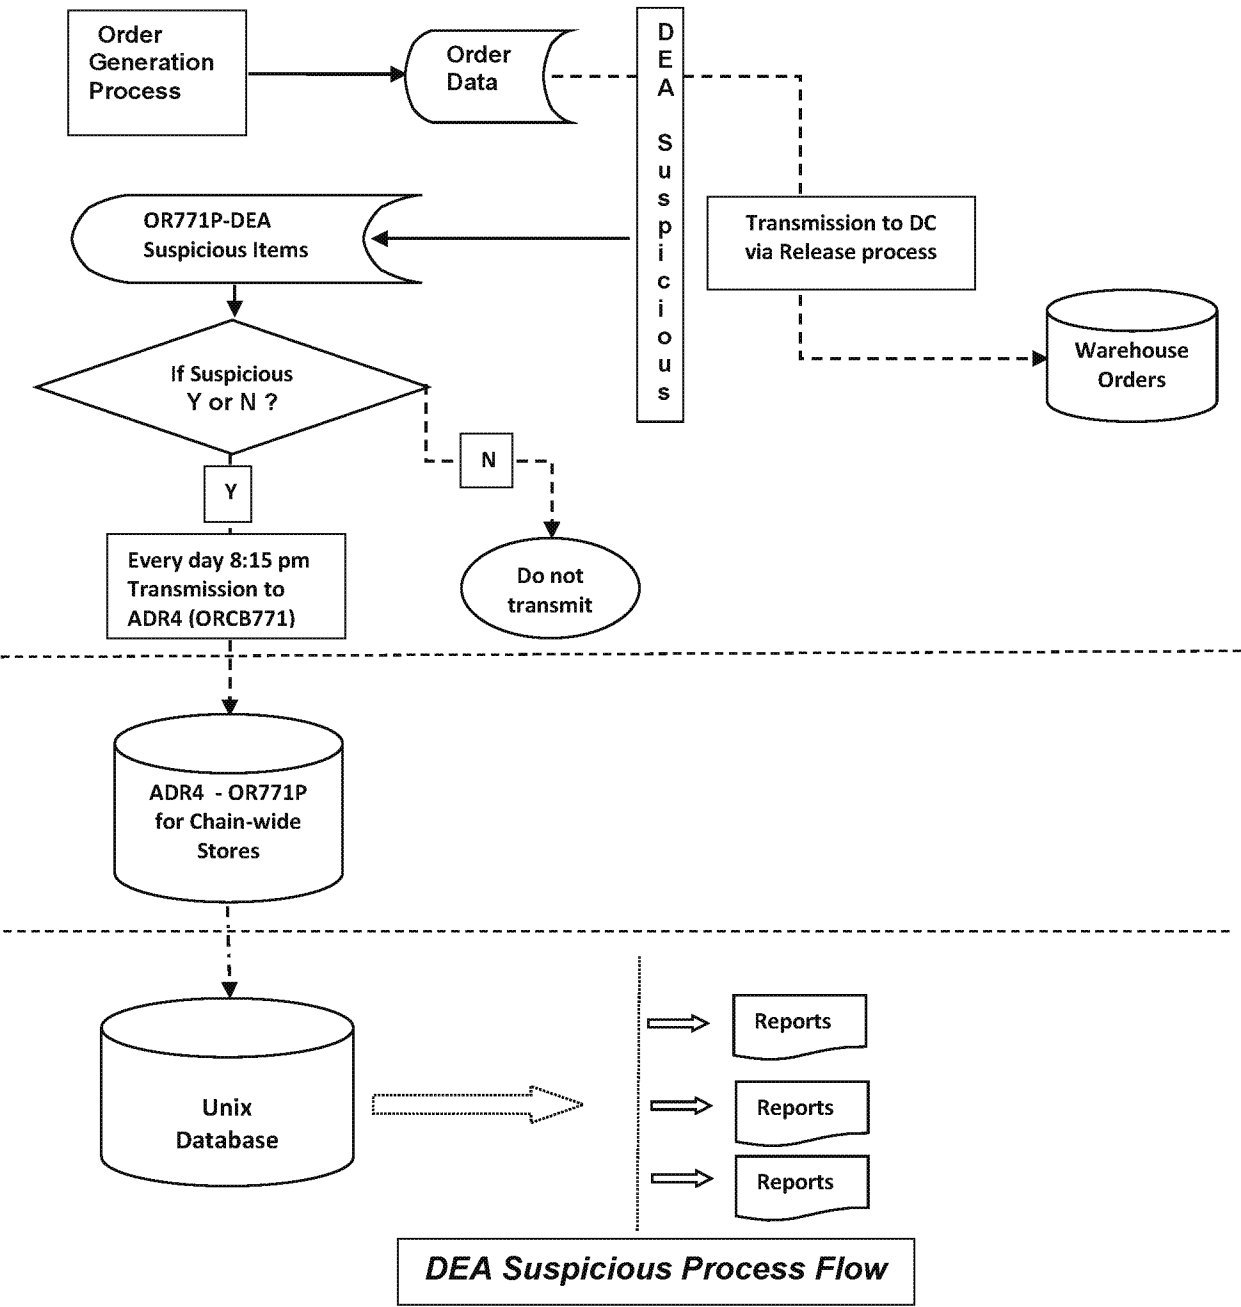 Order
Generation
Process
Order
Data
DEA Suspicious
OR771P-DEA
Suspicious Items
Transmission to DC
via Release process
Warehouse
Orders
If Suspicious
Y or N ?
N
Y
Every day 8:15 pm
Transmission to
ADR4 (ORCB771)
Do not
transmit
ADR4 - OR771P
for Chain-wide
Stores
Unix
Database
Reports
Reports
Reports
DEA Suspicious Process Flow